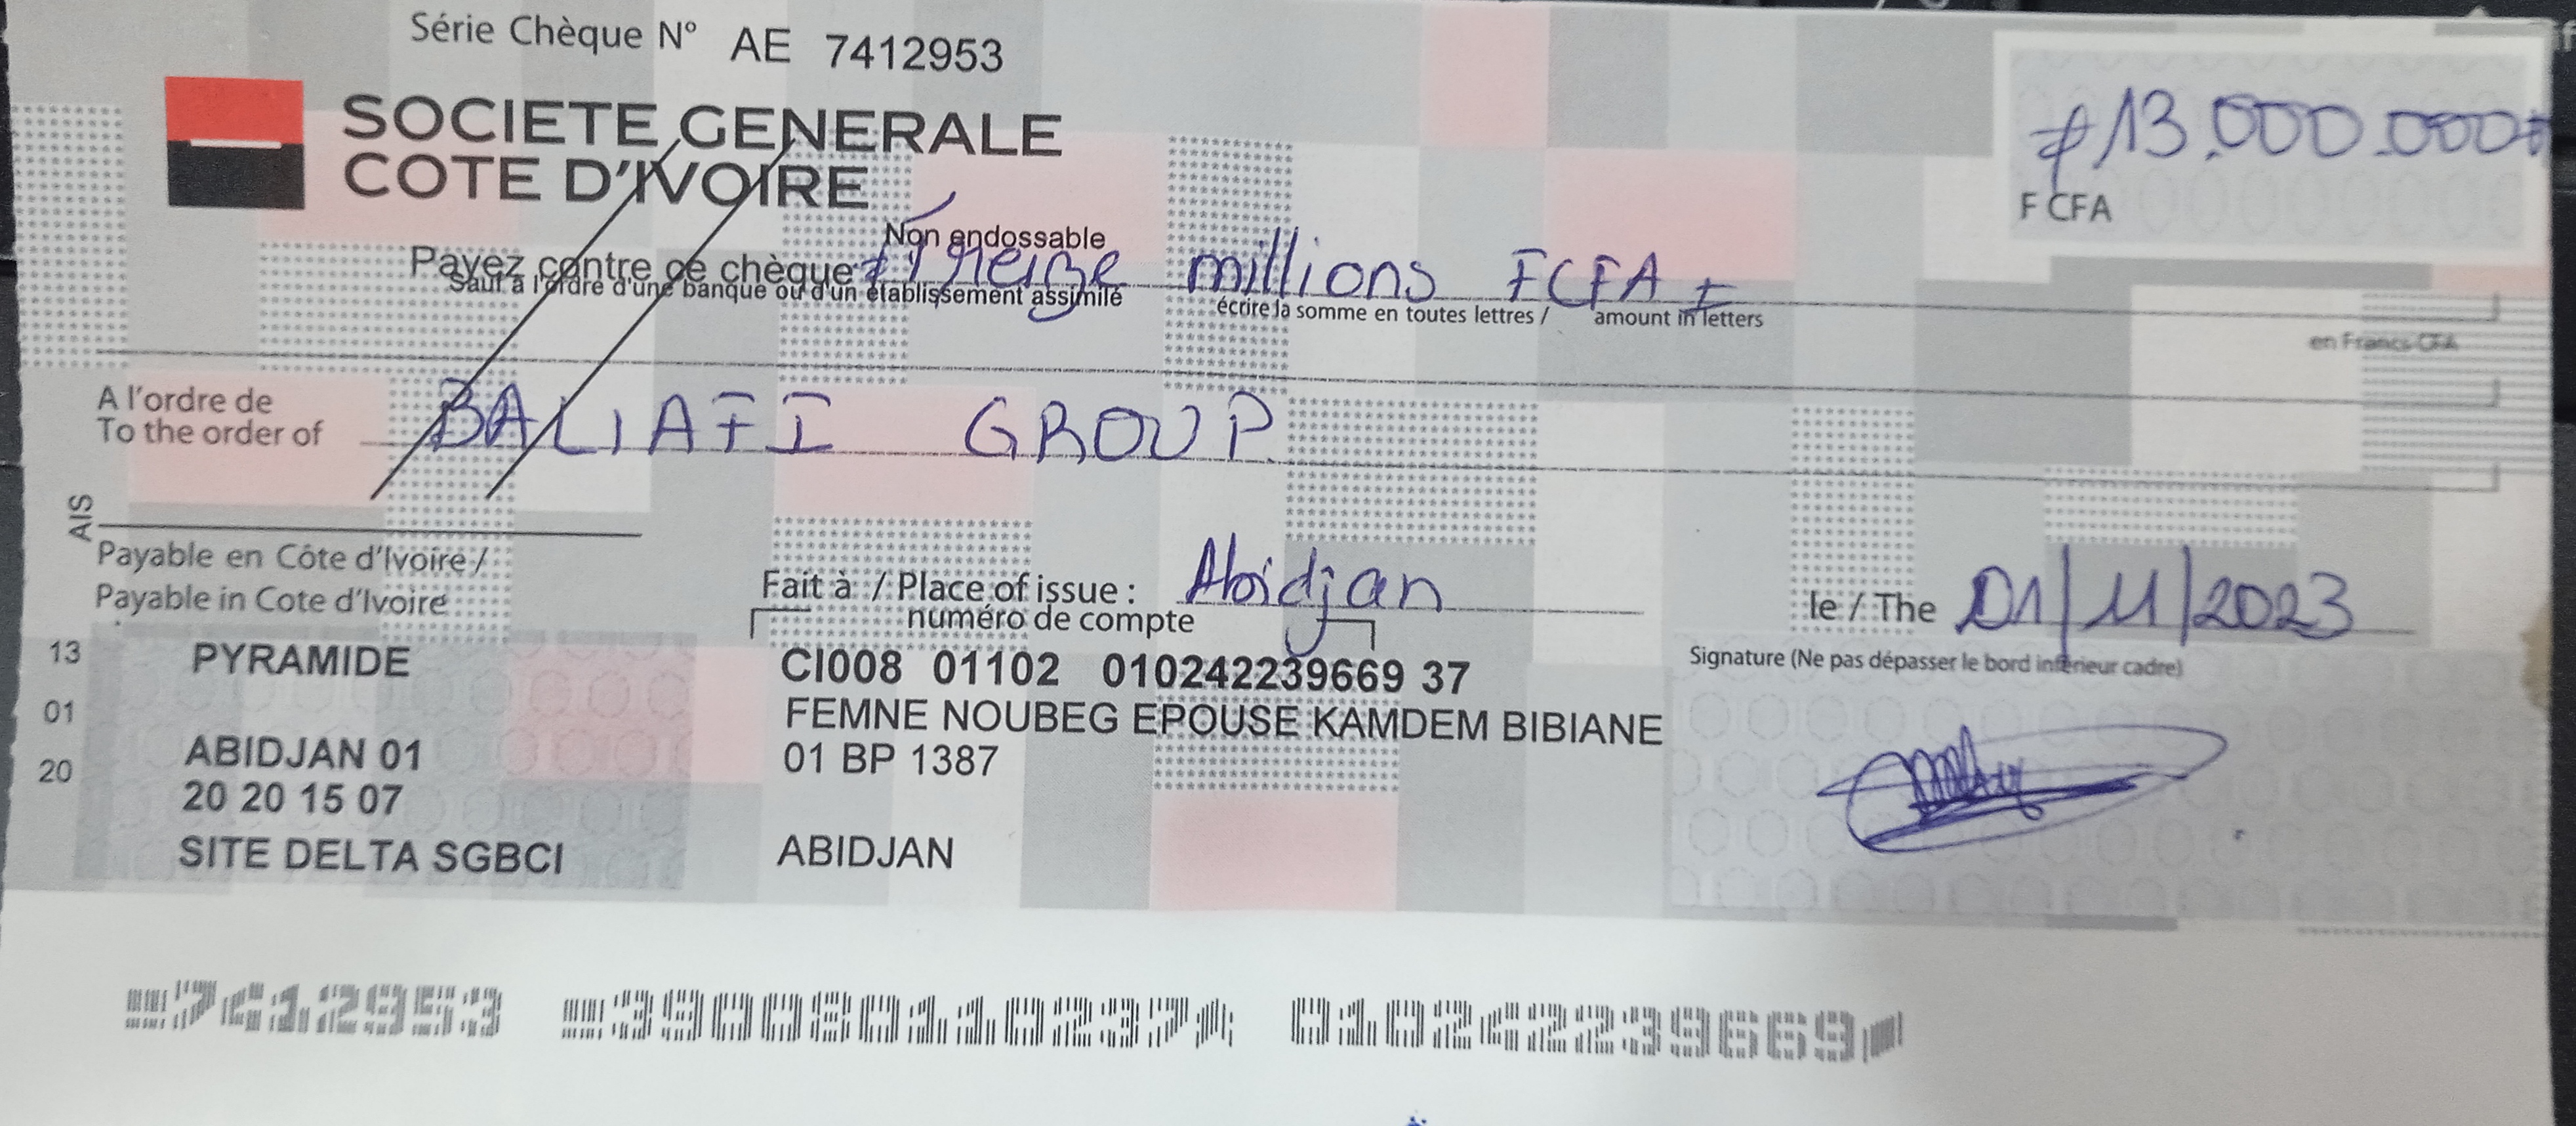 Série Chèque N° AE 7412953
SOCIETE GENERALE
COTE D'IVOIRE
#13.000.000#
F CFA
Non endossable
Payez contre ce chèque # Treize millions FCFA #
Sauf à l'ordre d'une banque ou d'un établissement assimilé
écrire la somme en toutes lettres / amount in letters
en Francs CFA
A l'ordre de
To the order of BALIAFI GROUP
AIS
Payable en Côte d'Ivoire /
Payable in Cote d'Ivoire
Fait à / Place of issue : Abidjan
le / The 01/11/2023
numéro de compte
Signature (Ne pas dépasser le bord inférieur cadre)
13 PYRAMIDE
CI008 01102 010242239669 37
01
FEMNE NOUBEG EPOUSE KAMDEM BIBIANE
ABIDJAN 01
01 BP 1387
20
20 20 15 07
SITE DELTA SGBCI
ABIDJAN
7412953 390080110237 010242239669